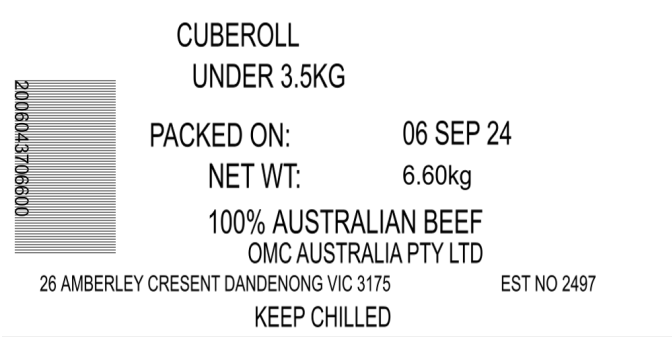 CUBEROLL
UNDER 3.5KG
PACKED ON: 06 SEP 24
NET WT: 6.60kg
100% AUSTRALIAN BEEF
OMC AUSTRALIA PTY LTD
26 AMBERLEY CRESENT DANDENONG VIC 3175 EST NO 2497
KEEP CHILLED
2006043706600